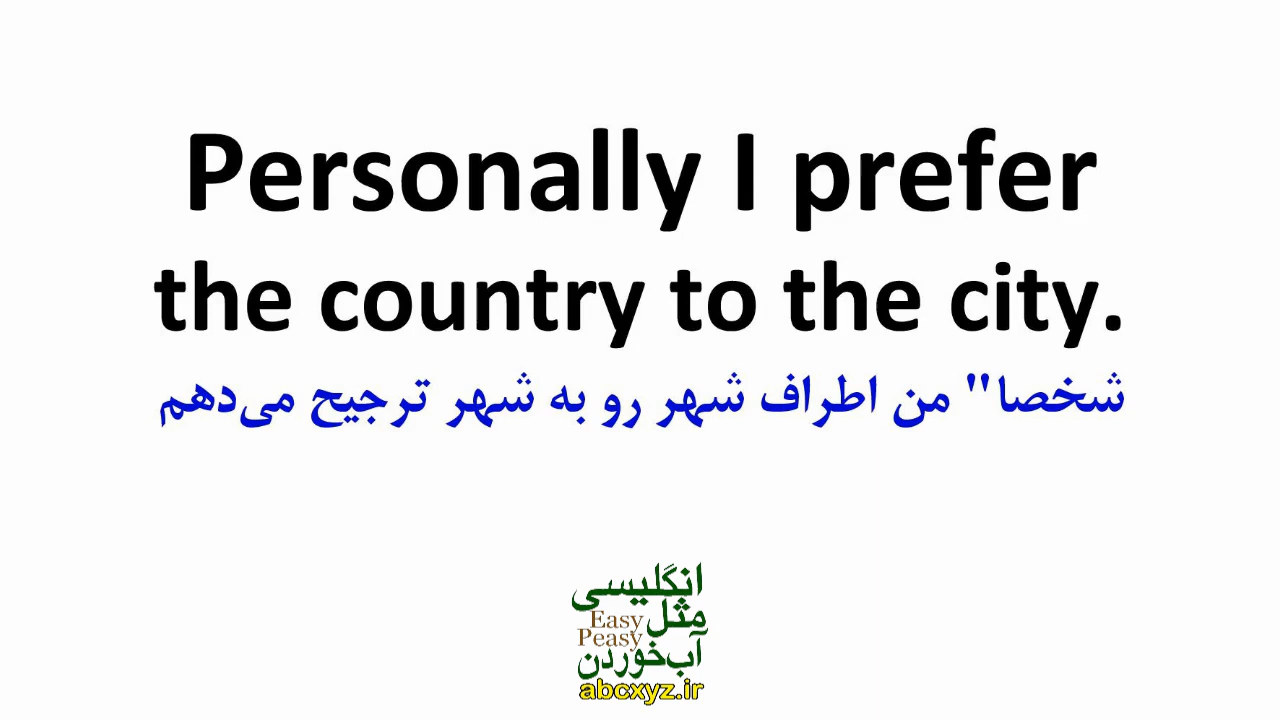 Personally I prefer
the country to the city.
شخصا" من اطراف شهر رو به شهر ترجیح می‌دهم
انگلیسی
مثل
Easy
Peasy
آب‌خوردن
abcxyz.ir